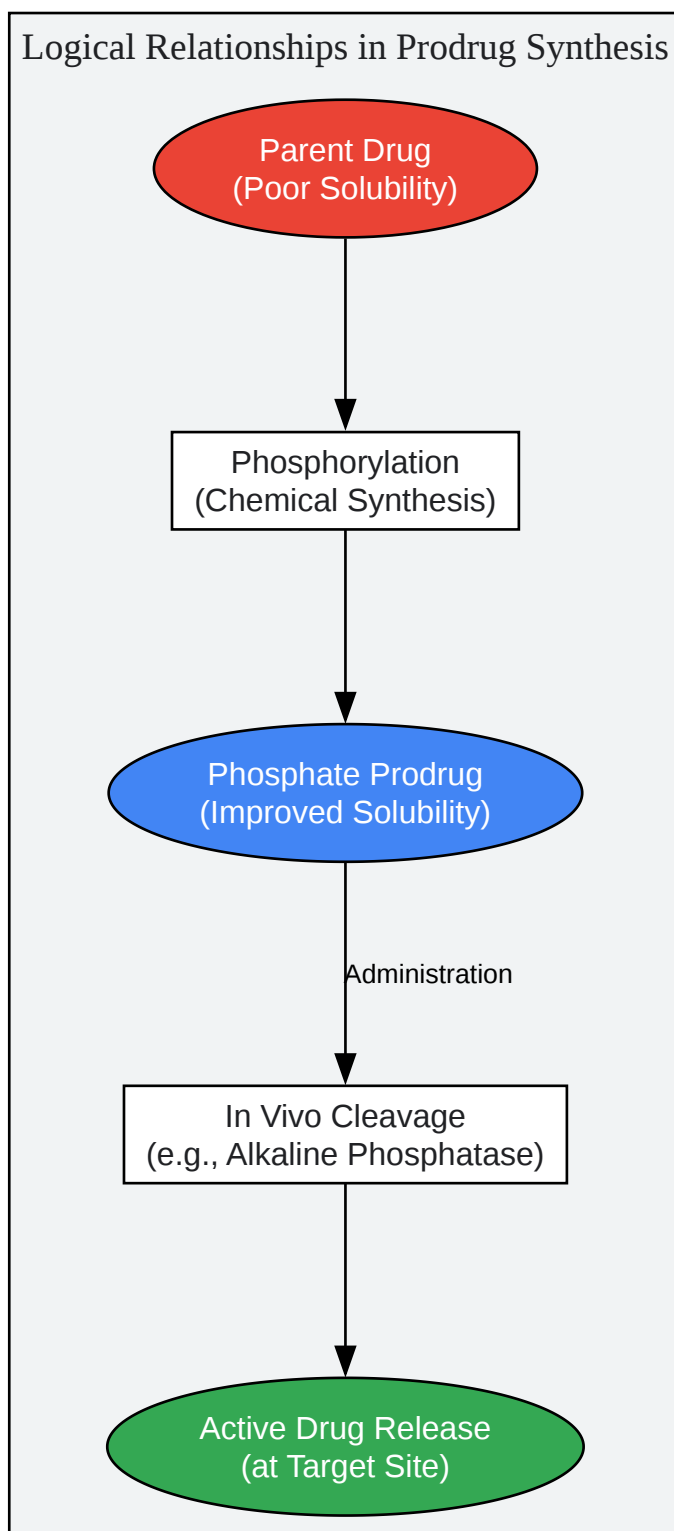 Logical Relationships in Prodrug Synthesis
Parent Drug
(Poor Solubility)
Phosphorylation
(Chemical Synthesis)
Phosphate Prodrug
(Improved Solubility)
Administration
In Vivo Cleavage
(e.g., Alkaline Phosphatase)
Active Drug Release
(at Target Site)